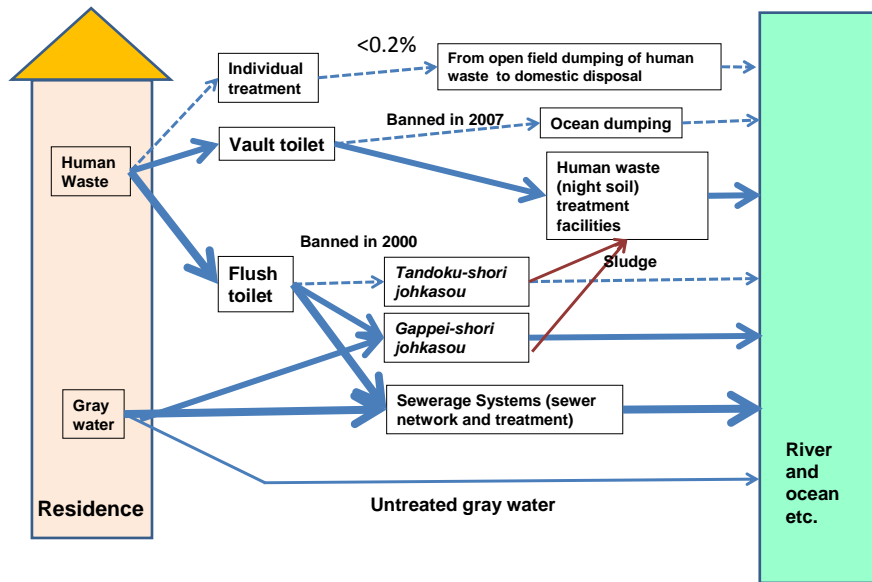 <0.2%
Individual
treatment
From open field dumping of human
waste to domestic disposal
Banned in 2007
Ocean dumping
Vault toilet
Human
Waste
Human waste
(night soil)
treatment
facilities
Banned in 2000
Sludge
Flush
toilet
Tandoku-shori
johkasou
Gappei-shori
johkasou
Gray
water
Sewerage Systems (sewer
network and treatment)
River
and
ocean
etc.
Untreated gray water
Residence